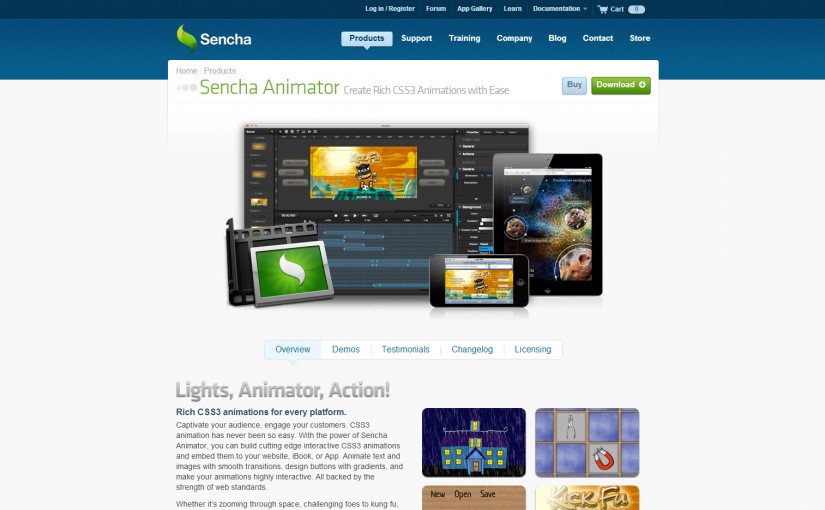 Log in / Register Forum App Gallery Learn Documentation Cart 0
Sencha
Products Support Training Company Blog Contact Store
Home / Products
Sencha Animator Create Rich CSS3 Animations with Ease
Buy Download
KICK FU
Overview Demos Testimonials Changelog Licensing
Lights, Animator, Action!
Rich CSS3 animations for every platform.
Captivate your audience, engage your customers. CSS3
animation has never been so easy. With the power of Sencha
Animator, you can build cutting edge interactive CSS3 animations
and embed them to your website, iBook, or App. Animate text and
images with smooth transitions, design buttons with gradients, and
make your animations highly interactive. All backed by the
strength of web standards.
Whether it's zooming through space, challenging foes to kung fu,
New Open Save
KICK FU